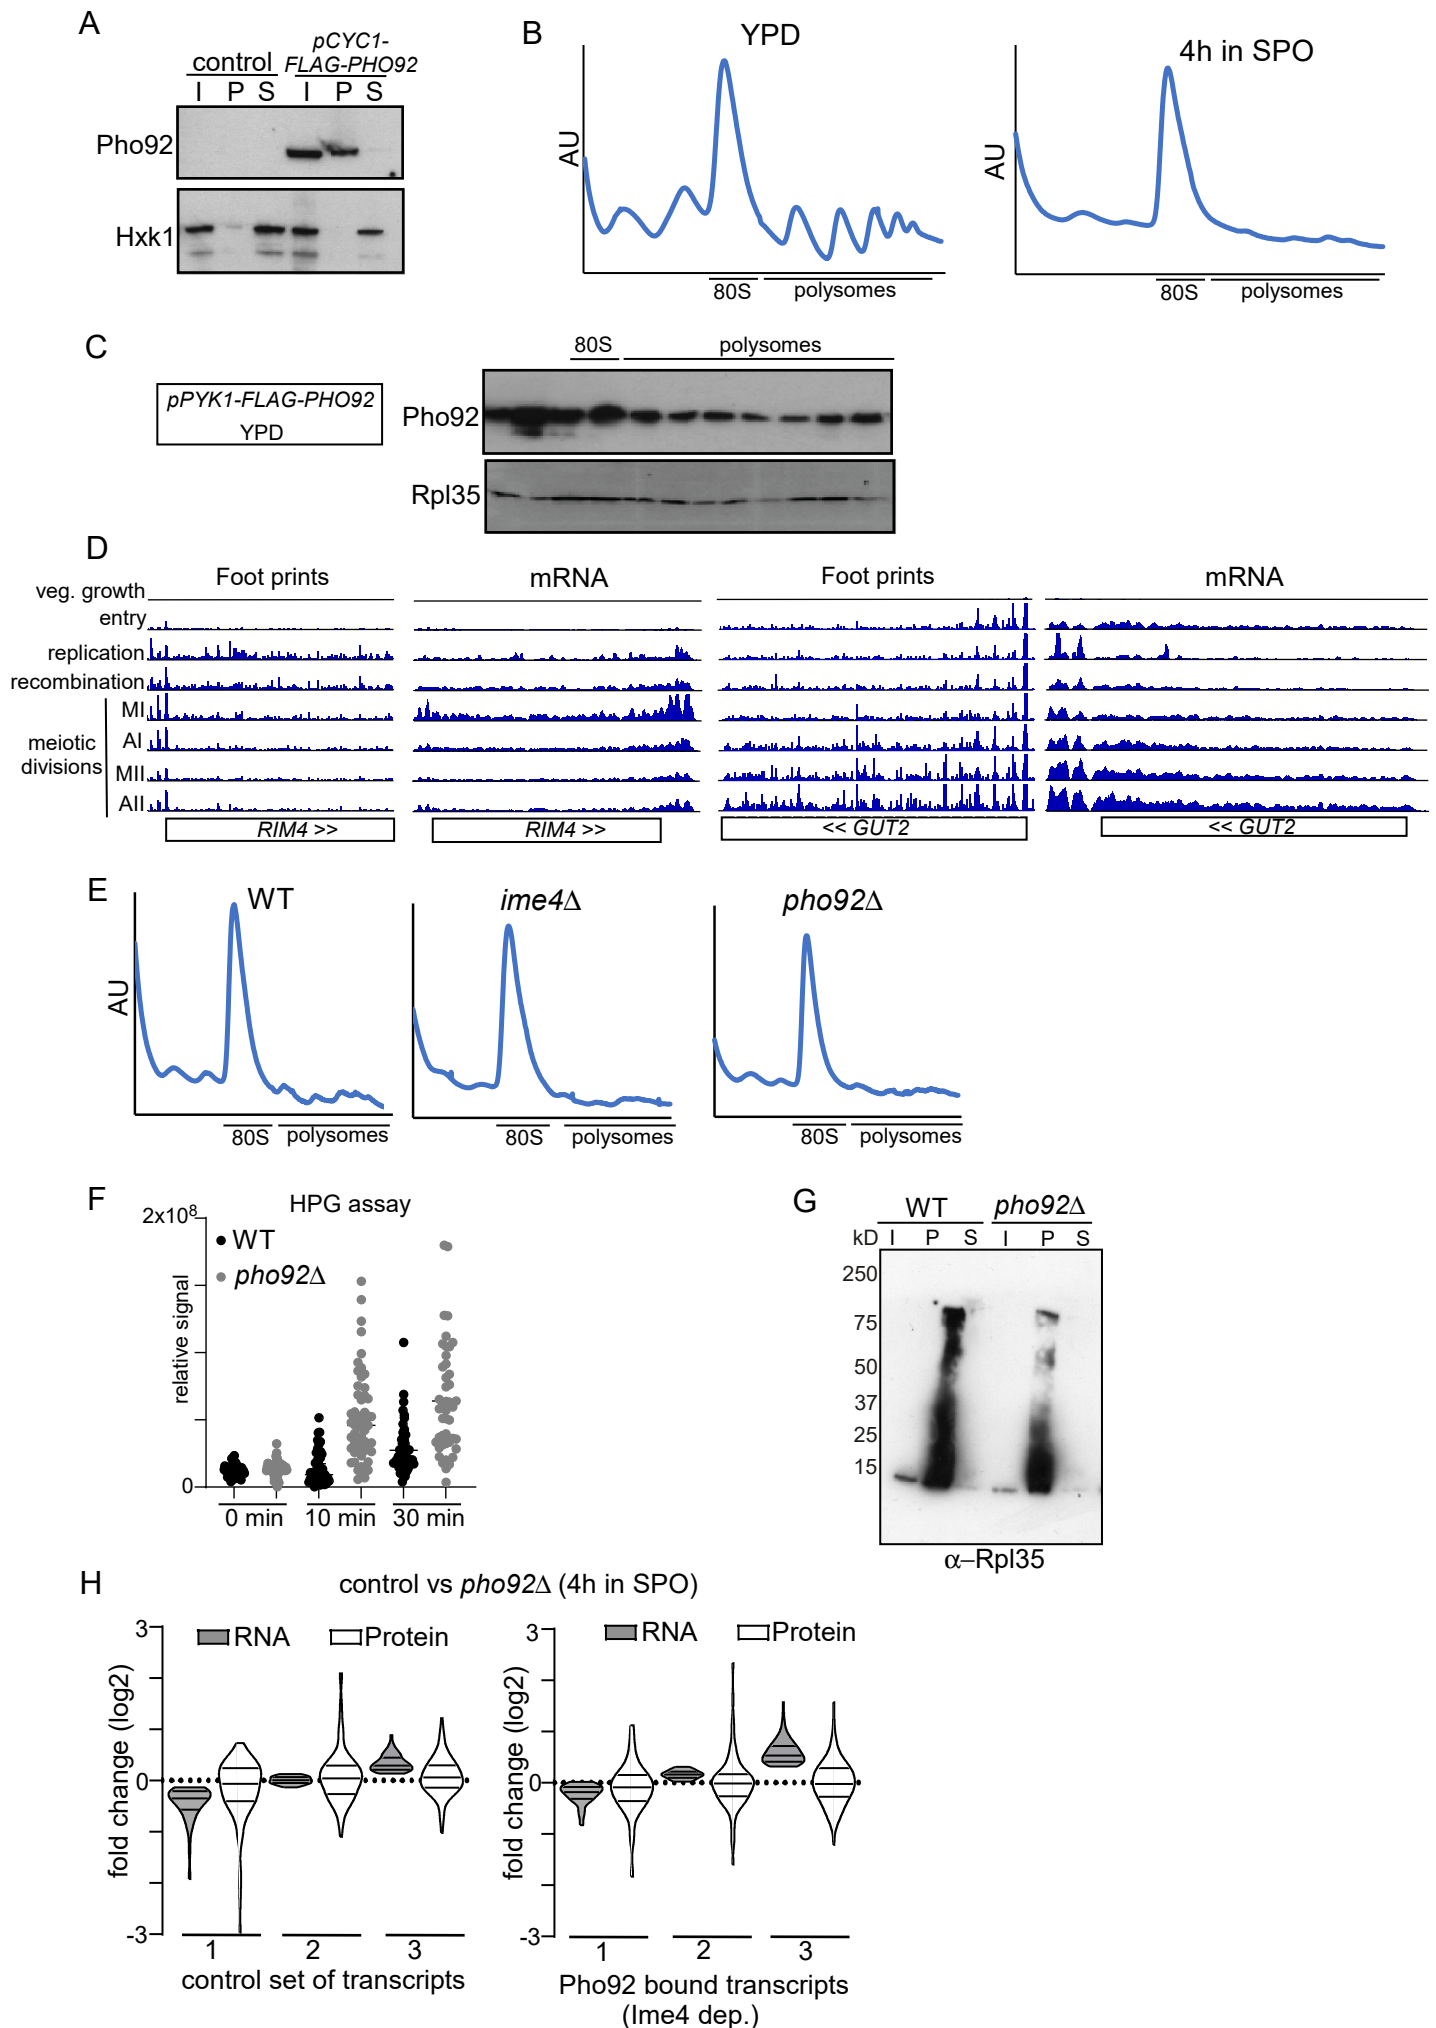 A
control
pCYC1-
FLAG-PHO92
I P S I P S
Pho92
Hxk1
B
YPD
AU
80S
polysomes
4h in SPO
AU
80S
polysomes
C
pPYK1-FLAG-PHO92
YPD
80S
polysomes
Pho92
Rpl35
D
Foot prints
mRNA
Foot prints
mRNA
veg. growth
entry
replication
recombination
MI
AI
MII
AII
meiotic
divisions
RIM4 >>
RIM4 >>
<< GUT2
<< GUT2
E
WT
ime4Δ
pho92Δ
AU
80S
polysomes
80S
polysomes
80S
polysomes
F
HPG assay
2x10⁸
WT
pho92Δ
relative signal
0
0 min
10 min
30 min
G
WT
pho92Δ
kD I P S I P S
250
75
50
37
25
15
α–Rpl35
H
control vs pho92Δ (4h in SPO)
3
RNA
Protein
fold change (log2)
0
-3
1
2
3
control set of transcripts
3
RNA
Protein
fold change (log2)
0
-3
1
2
3
Pho92 bound transcripts
(Ime4 dep.)